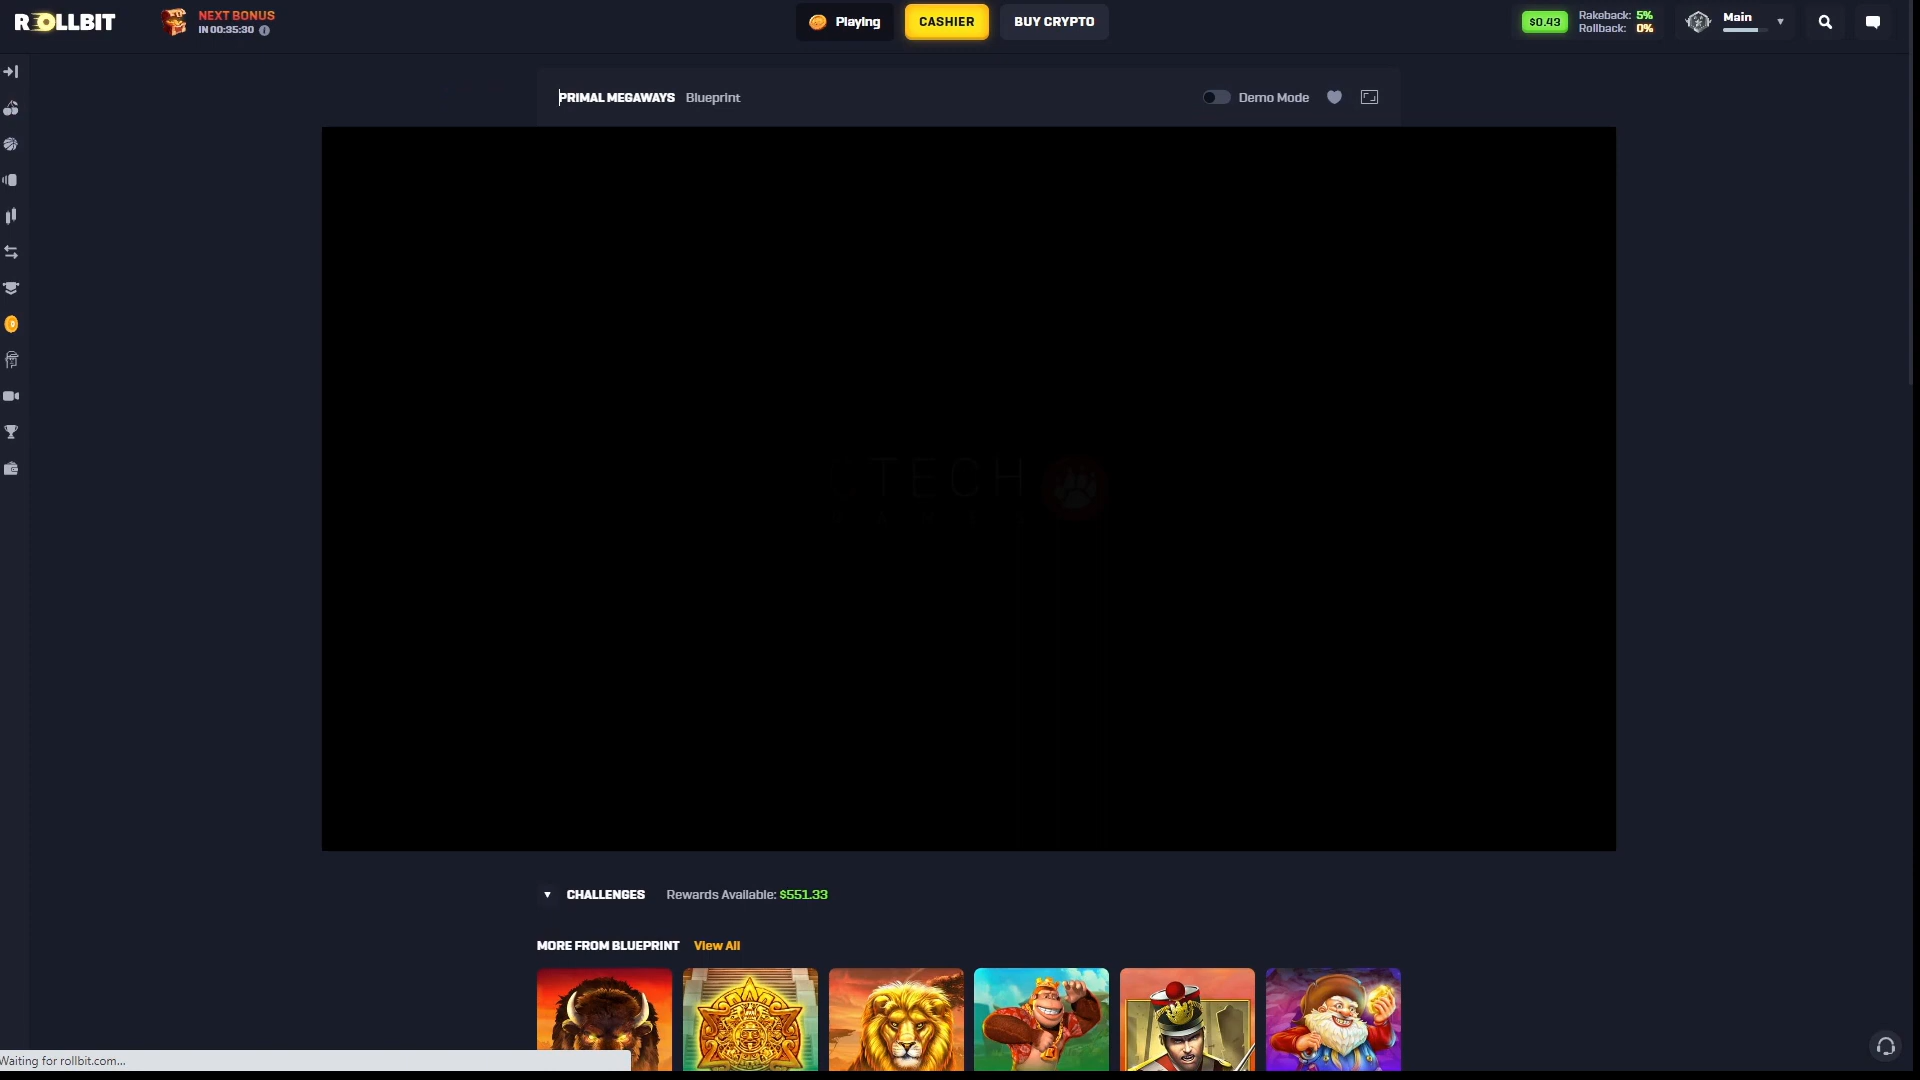 ROLLBIT
NEXT BONUS
IN 00:35:30
Playing
CASHIER
BUY CRYPTO
$0.43
Rakeback: 5%
Rollback: 0%
Main
PRIMAL MEGAWAYS Blueprint
Demo Mode
TECH
CHALLENGES Rewards Available: $551.33
MORE FROM BLUEPRINT View All
Waiting for rollbit.com...